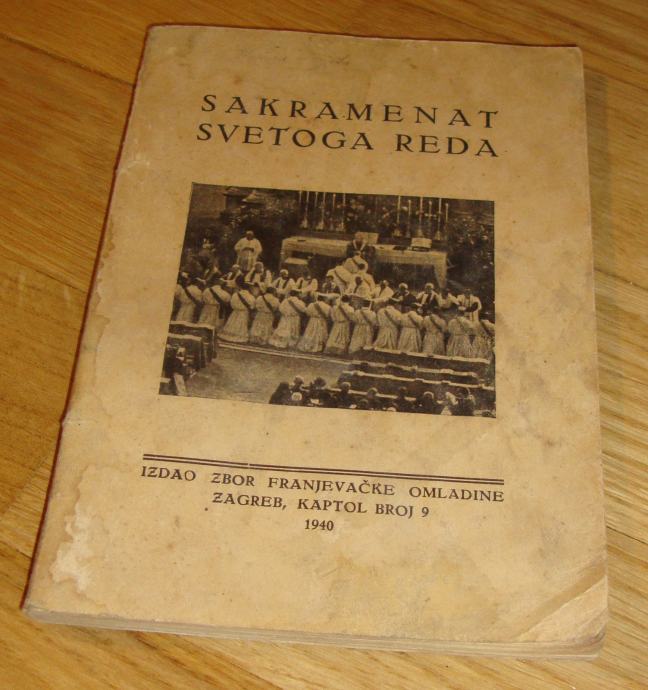 SAKRAMENAT
SVETOGA REDA
IZDAO ZBOR FRANJEVAČKE OMLADINE
ZAGREB, KAPTOL BROJ 9
1940